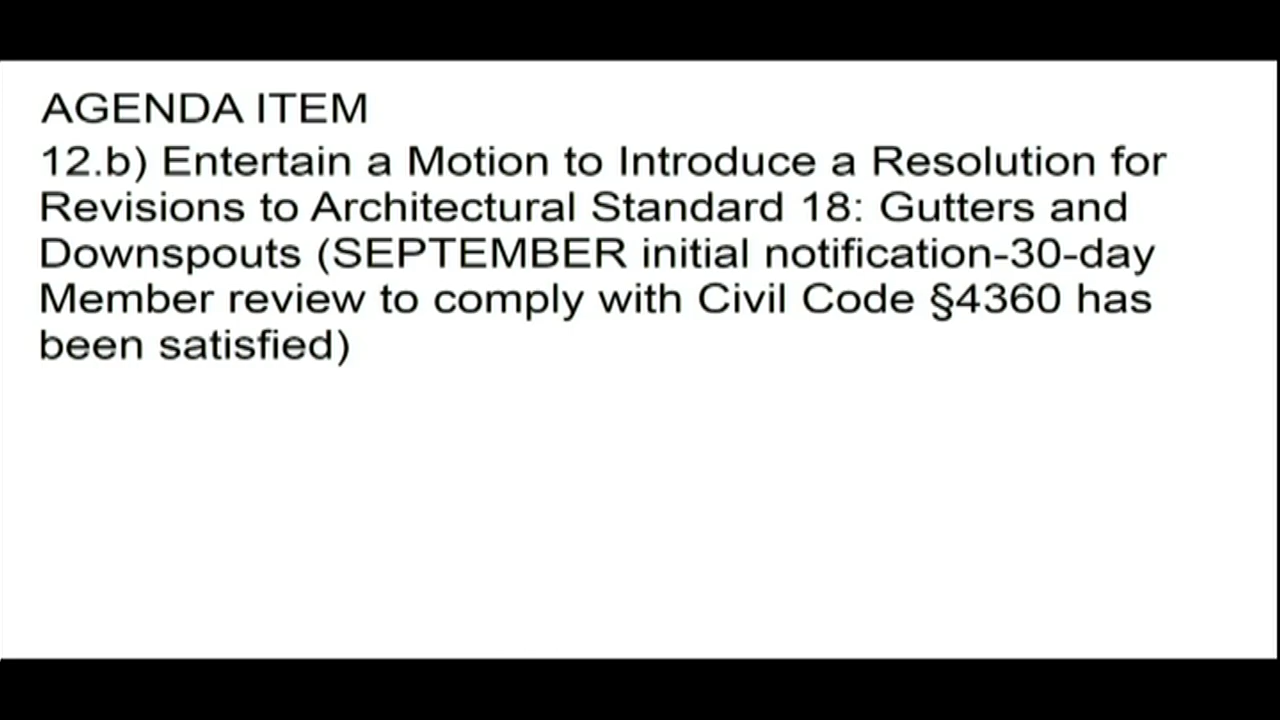 AGENDA ITEM
12.b) Entertain a Motion to Introduce a Resolution for
Revisions to Architectural Standard 18: Gutters and
Downspouts (SEPTEMBER initial notification-30-day
Member review to comply with Civil Code §4360 has
been satisfied)